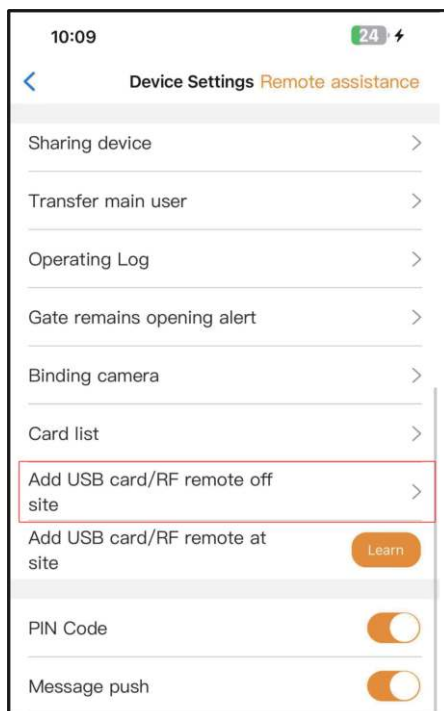 10:09 24
Device Settings Remote assistance
Sharing device
Transfer main user
Operating Log
Gate remains opening alert
Binding camera
Card list
Add USB card/RF remote off
site
Add USB card/RF remote at
site
Learn
PIN Code
Message push